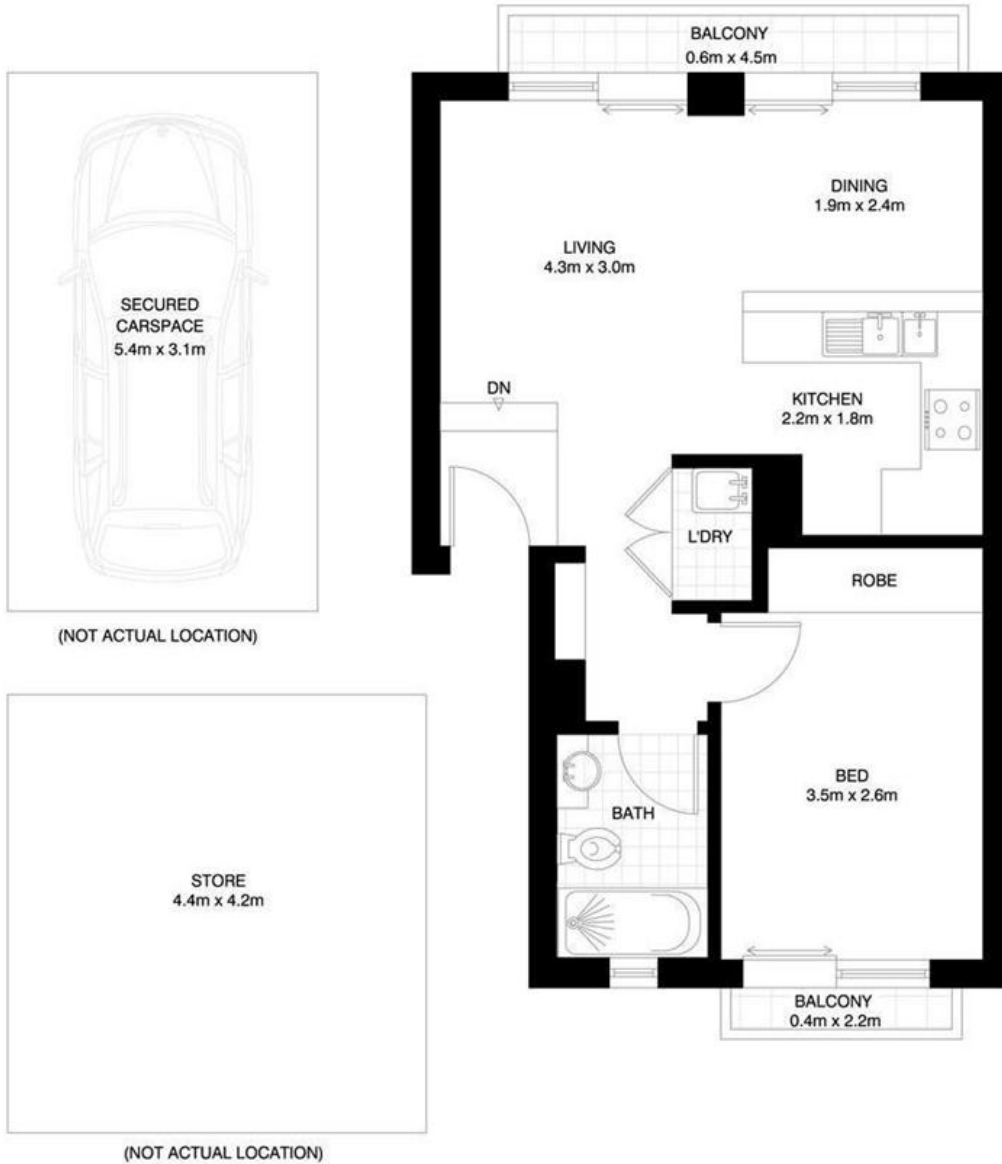 BALCONY
0.6m x 4.5m
DINING
1.9m x 2.4m
LIVING
4.3m x 3.0m
SECURED
CARSPACE
5.4m x 3.1m
DN
KITCHEN
2.2m x 1.8m
L'DRY
ROBE
(NOT ACTUAL LOCATION)
BED
3.5m x 2.6m
BATH
STORE
4.4m x 4.2m
BALCONY
0.4m x 2.2m
(NOT ACTUAL LOCATION)